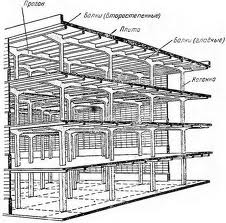 Прогон
Балки (второстепенные)
Плита
Балки (главные)
Колонна